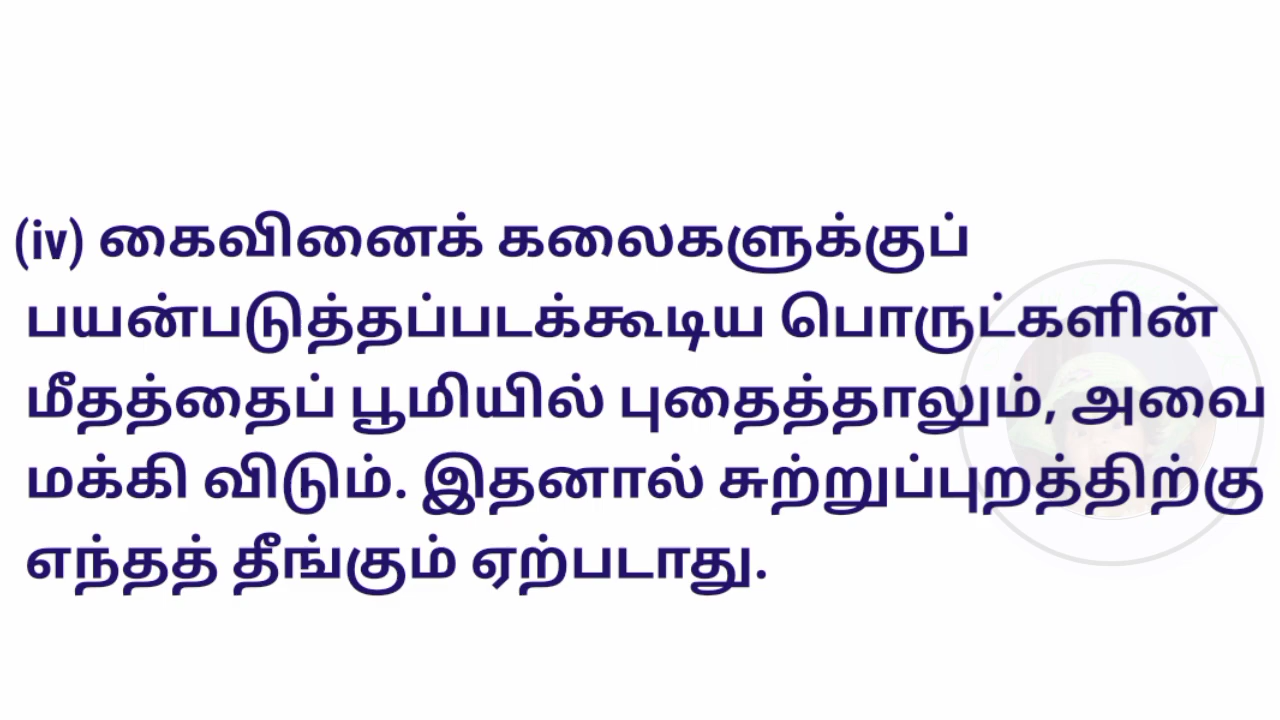 (iv) கைவினைக் கலைகளுக்குப்
பயன்படுத்தப்படக்கூடிய பொருட்களின்
மீதத்தைப் பூமியில் புதைத்தாலும், அவை
மக்கி விடும். இதனால் சுற்றுப்புறத்திற்கு
எந்தத் தீங்கும் ஏற்படாது.